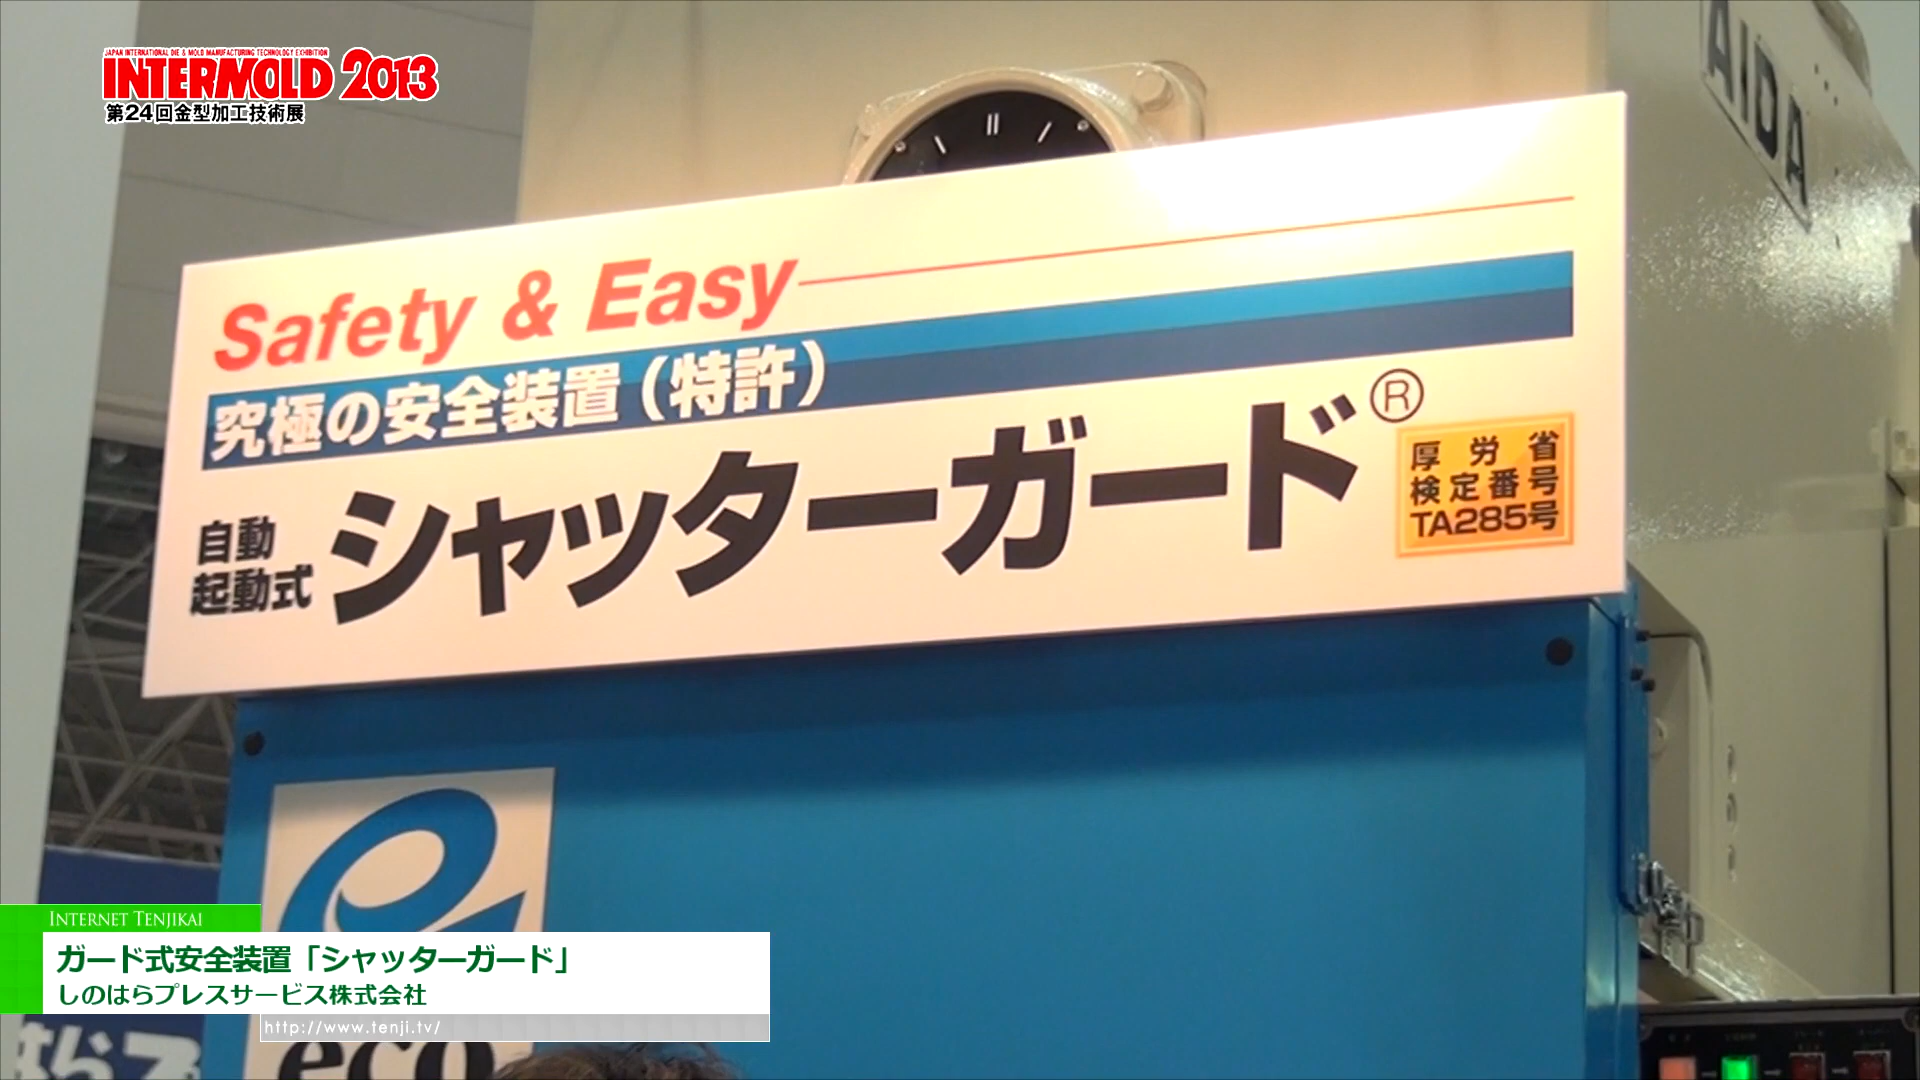 JAPAN INTERNATIONAL DIE & MOLD MANUFACTURING TECHNOLOGY EXHIBITION
INTERMOLD 2013
第24回金型加工技術展
AIDA
Safety & Easy
究極の安全装置(特許)
自動
起動式
シャッターガード®
厚労省
検定番号
TA285号
INTERNET TENJIKAI
ガード式安全装置「シャッターガード」
しのはらプレスサービス株式会社
http://www.tenji.tv/
eco
はらプ